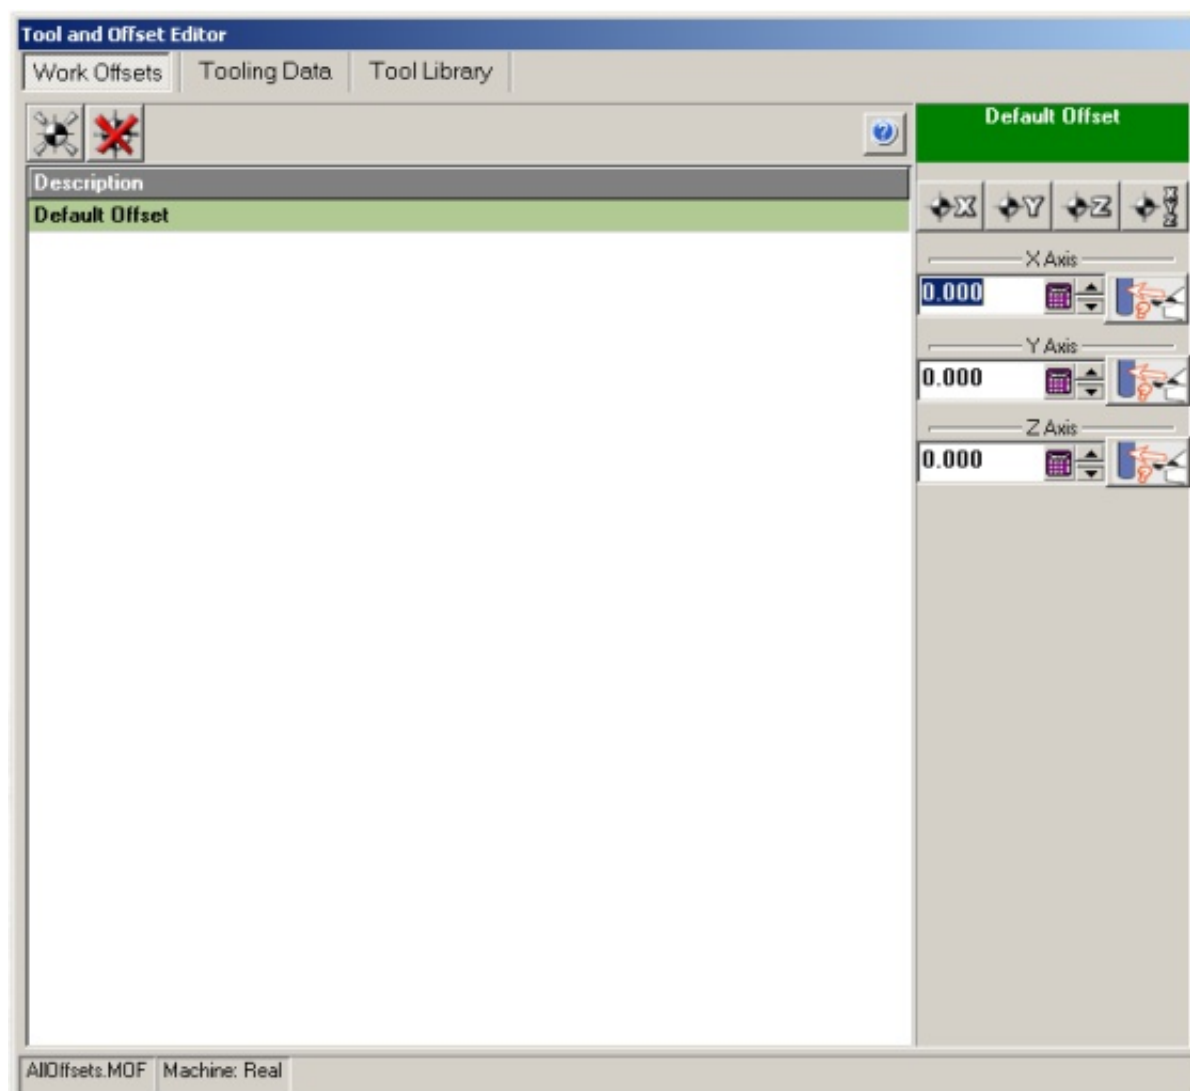 Tool and Offset Editor
Work Offsets Tooling Data Tool Library
Default Offset
Description
Default Offset
X Y Z XYZ
X Axis
0.000
Y Axis
0.000
Z Axis
0.000
AllOffsets.MOF Machine: Real